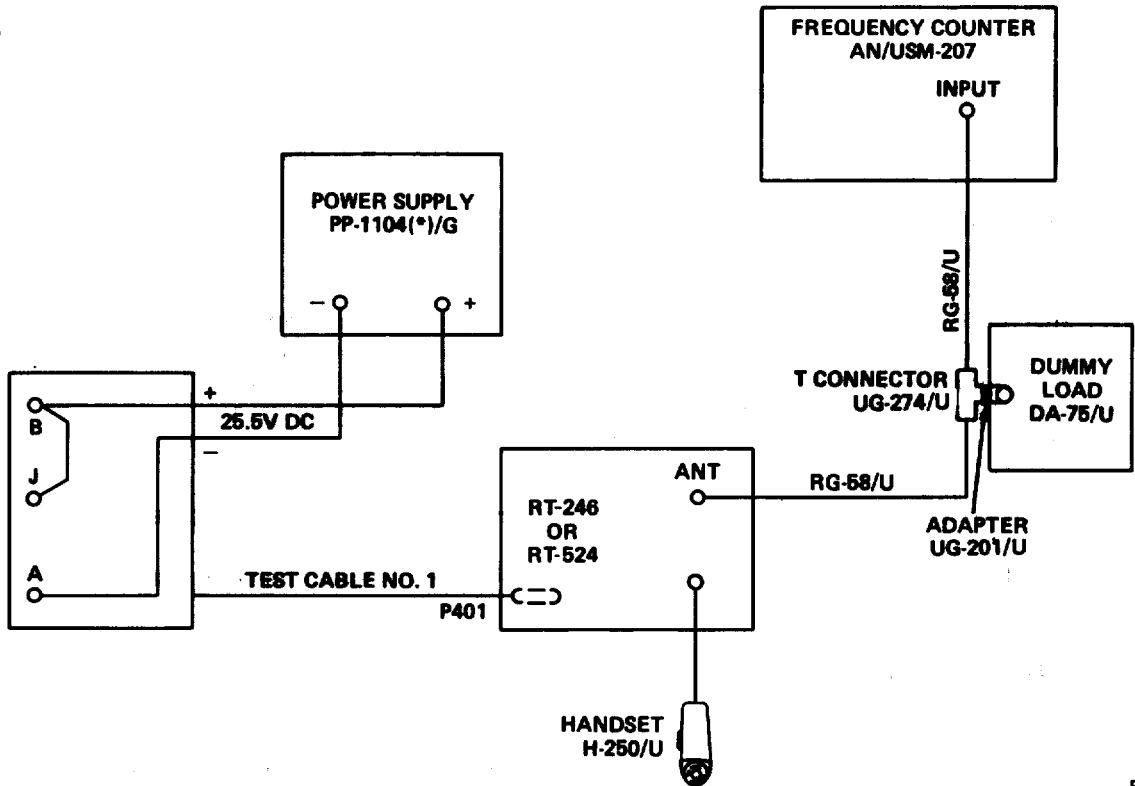 FREQUENCY COUNTER
AN/USM-207
INPUT
POWER SUPPLY
PP-1104(*)/G
− +
RG-58/U
T CONNECTOR
UG-274/U
DUMMY
LOAD
DA-75/U
ADAPTER
UG-201/U
+
25.5V DC
−
B
J
A
TEST CABLE NO. 1
P401
RT-246
OR
RT-524
ANT
RG-58/U
HANDSET
H-250/U